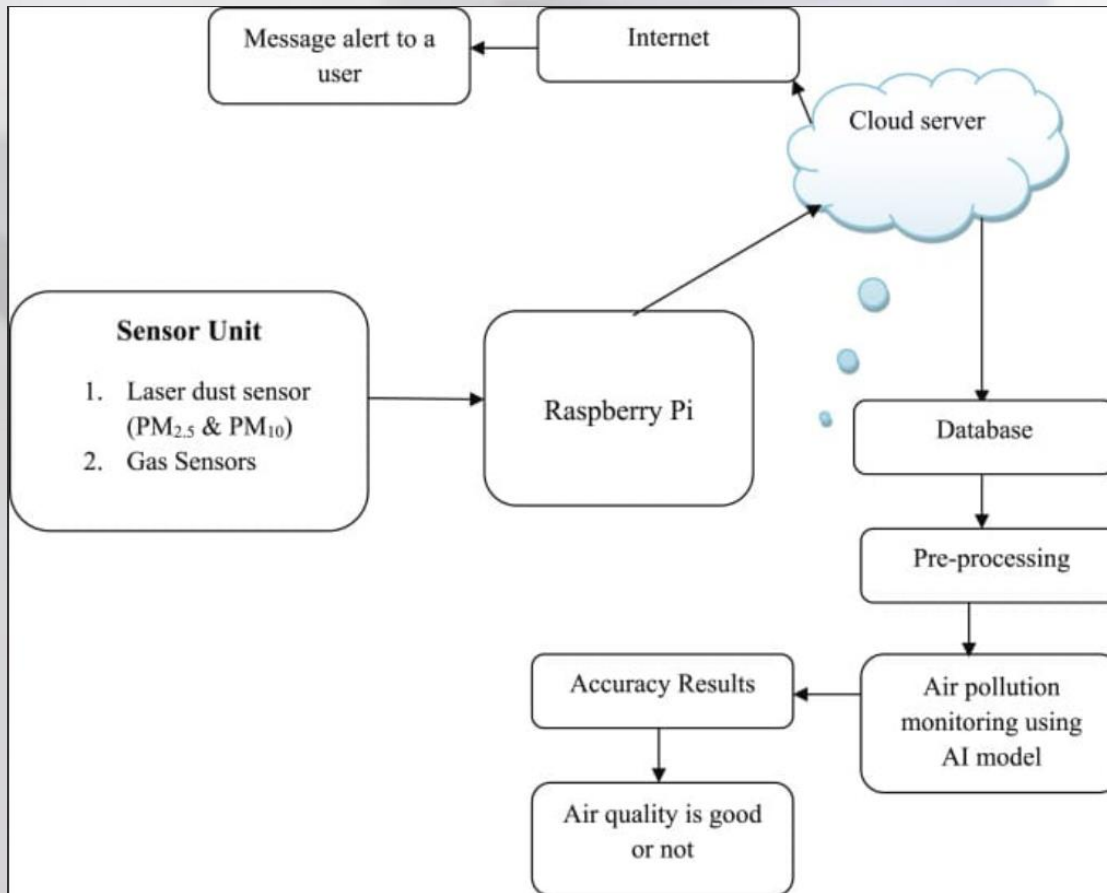 Message alert to a
user
Internet
Cloud server
Sensor Unit
1. Laser dust sensor
(PM₂.₅ & PM₁₀)
2. Gas Sensors
Raspberry Pi
Database
Pre-processing
Accuracy Results
Air pollution
monitoring using
AI model
Air quality is good
or not